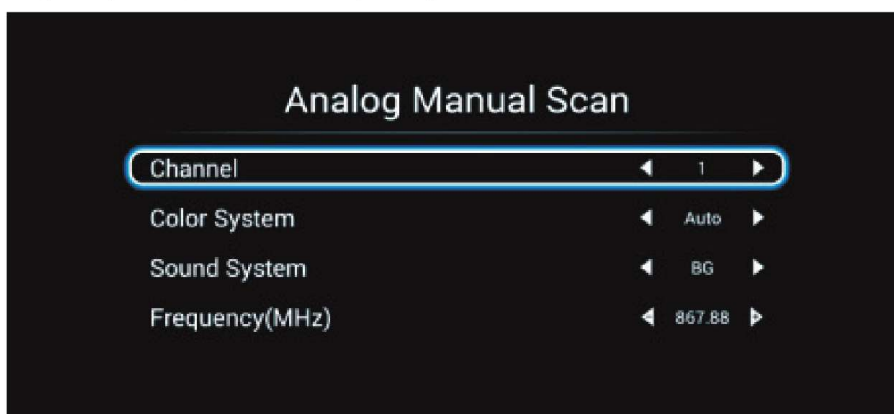 Analog Manual Scan
Channel 1
Color System Auto
Sound System BG
Frequency(MHz) 867.88